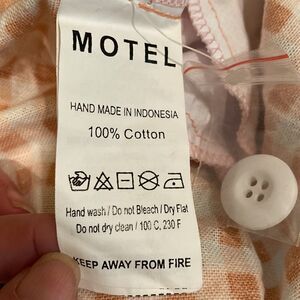 MOTEL
HAND MADE IN INDONESIA
100% Cotton
Hand wash / Do not Bleach / Dry Flat
Do not dry clean / 100 C, 230 F
KEEP AWAY FROM FIRE